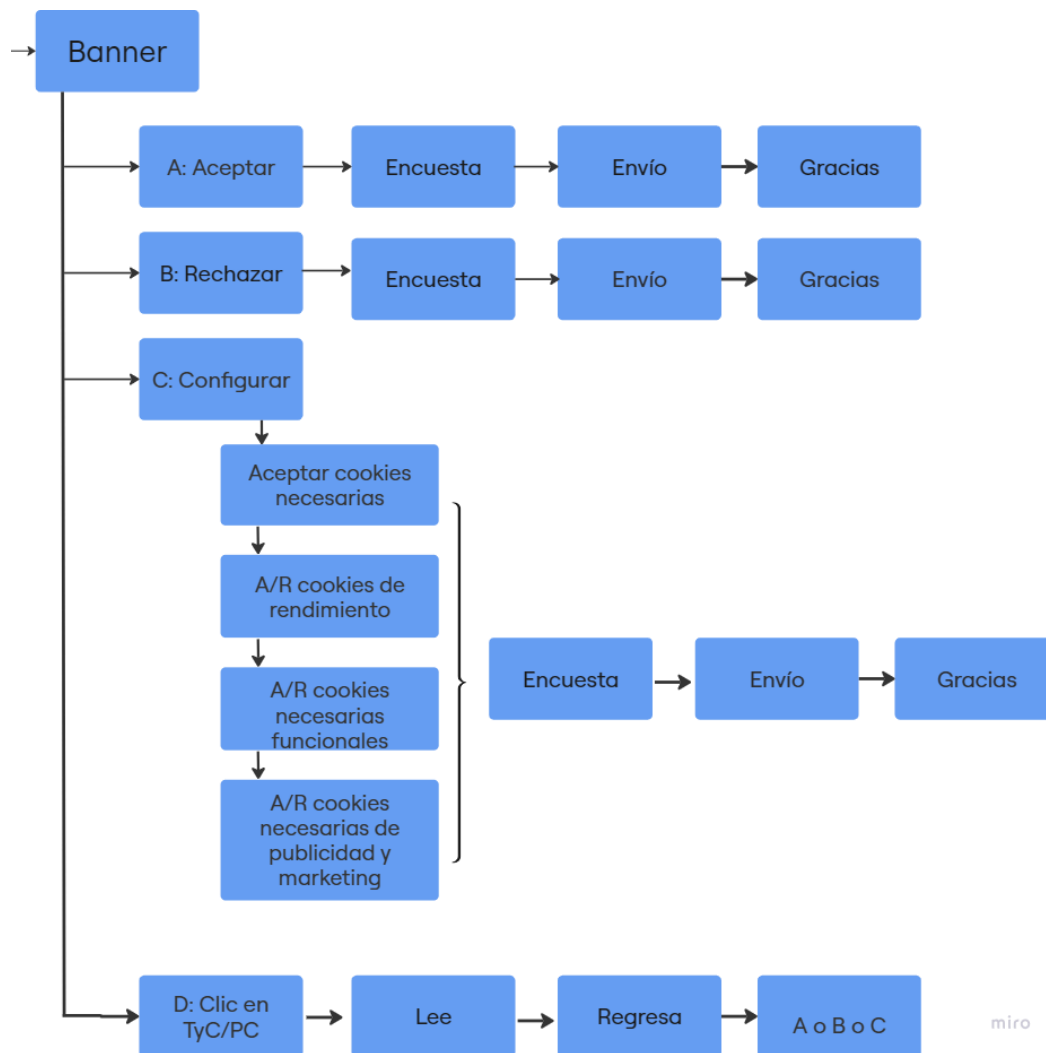 Banner
A: Aceptar
Encuesta
Envío
Gracias
B: Rechazar
Encuesta
Envío
Gracias
C: Configurar
Aceptar cookies
necesarias
A/R cookies de
rendimiento
A/R cookies
necesarias
funcionales
A/R cookies
necesarias de
publicidad y
marketing
Encuesta
Envío
Gracias
D: Clic en
TyC/PC
Lee
Regresa
A o B o C
miro